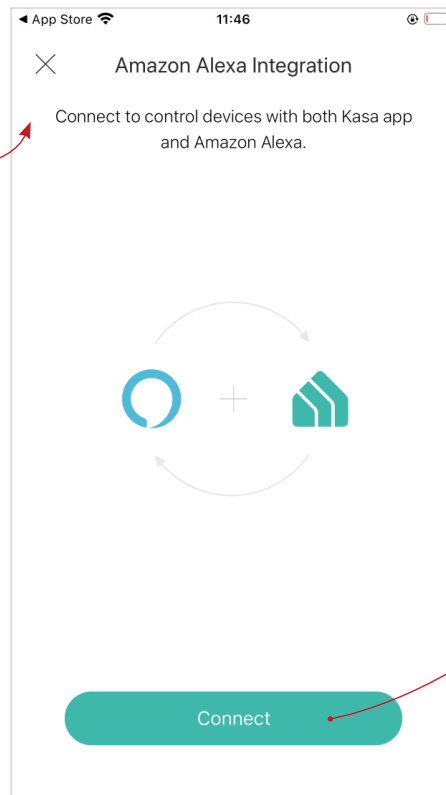 App Store 11:46
Amazon Alexa Integration
Connect to control devices with both Kasa app
and Amazon Alexa.
Connect